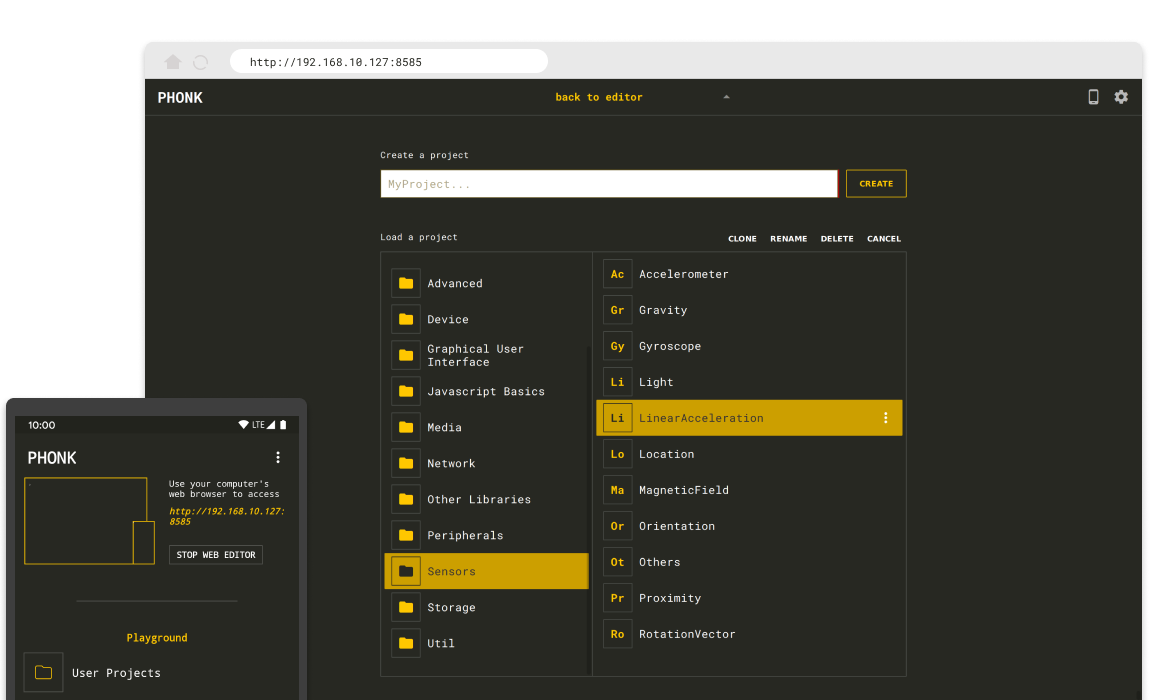 http://192.168.10.127:8585
PHONK
back to editor
Create a project
MyProject...
CREATE
Load a project
CLONE RENAME DELETE CANCEL
Advanced
Device
Graphical User
Interface
Javascript Basics
Media
Network
Other Libraries
Peripherals
Sensors
Storage
Util
Ac Accelerometer
Gr Gravity
Gy Gyroscope
Li Light
Li LinearAcceleration
Lo Location
Ma MagneticField
Or Orientation
Ot Others
Pr Proximity
Ro RotationVector
10:00 LTE
PHONK
Use your computer's
web browser to access
http://192.168.10.127:
8585
STOP WEB EDITOR
Playground
User Projects